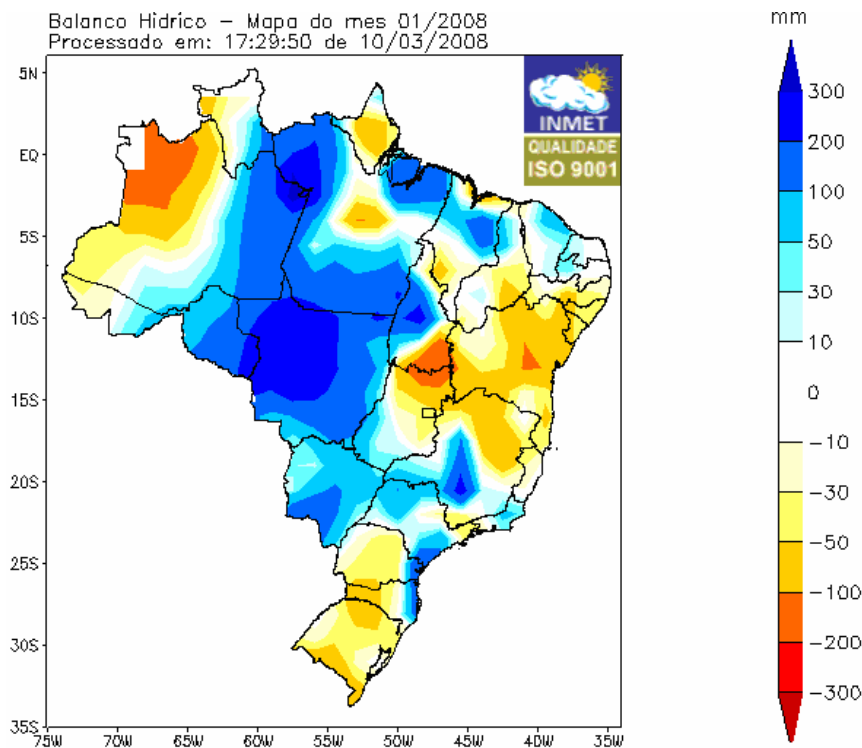 Balanco Hidrico – Mapa do mes 01/2008
Processado em: 17:29:50 de 10/03/2008
mm
INMET
QUALIDADE
ISO 9001
5N
EQ
5S
10S
15S
20S
25S
30S
35S
75W 70W 65W 60W 55W 50W 45W 40W 35W
300
200
100
50
30
10
0
−10
−30
−50
−100
−200
−300